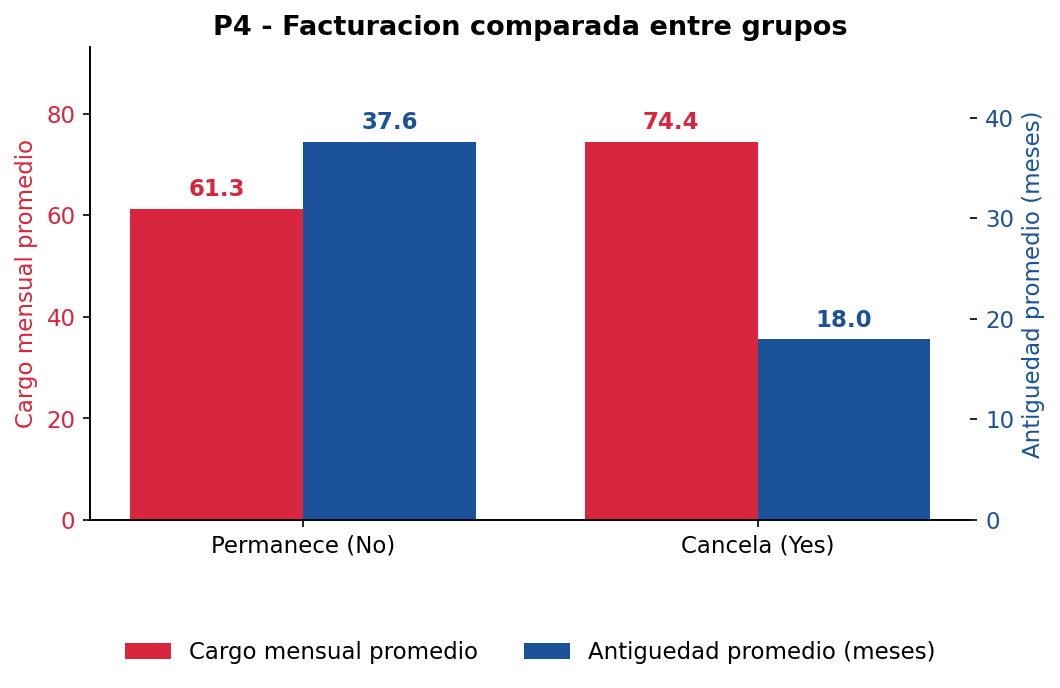 P4 - Facturacion comparada entre grupos
Cargo mensual promedio
80
60
40
20
0
61.3
37.6
74.4
18.0
40
30
20
10
0
Antiguedad promedio (meses)
Permanece (No)
Cancela (Yes)
Cargo mensual promedio
Antiguedad promedio (meses)